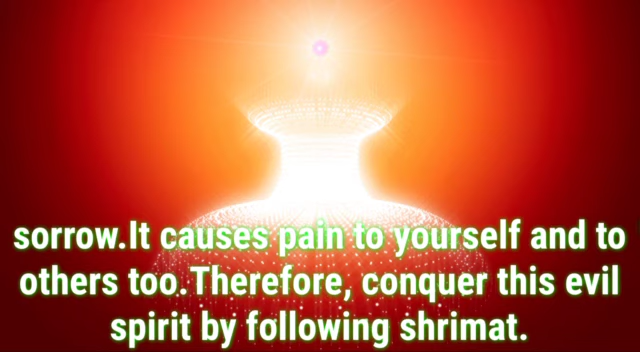 sorrow.It causes pain to yourself and to
others too.Therefore, conquer this evil
spirit by following shrimat.